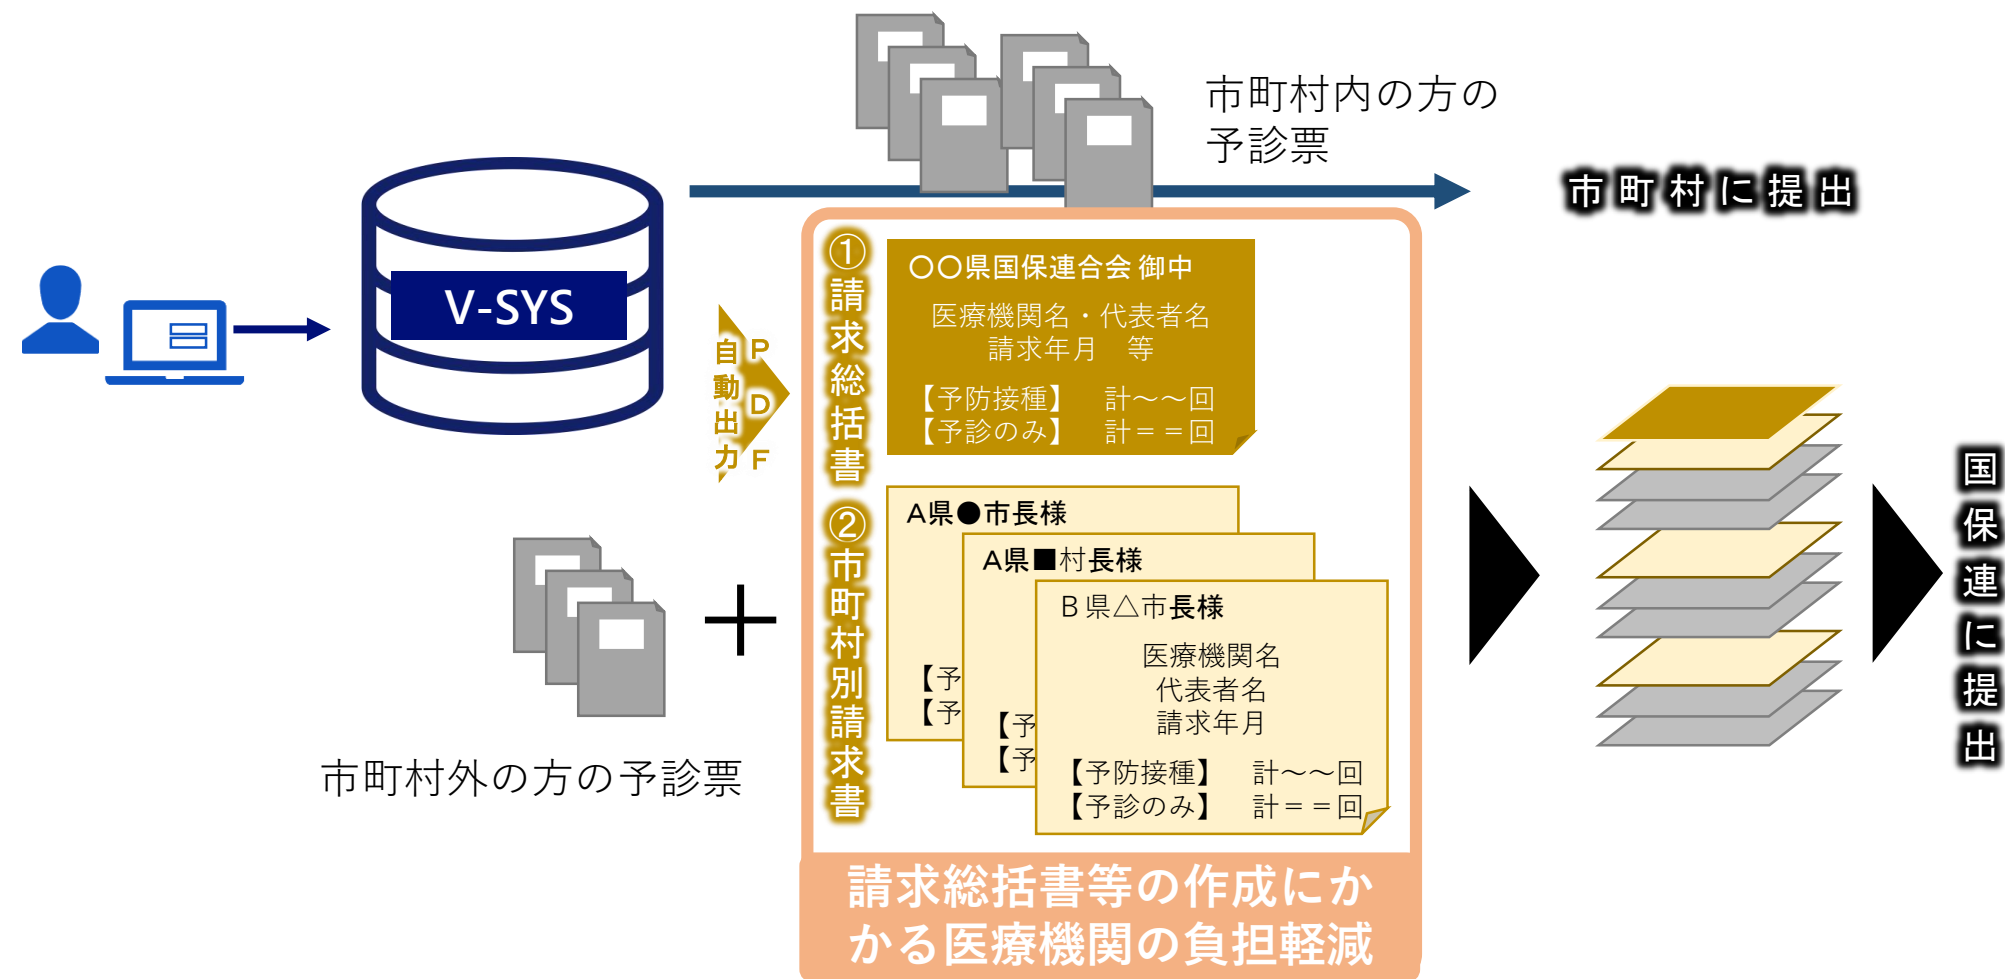 市町村内の方の
予診票
市町村に提出
V-SYS
PDF
自動出力
①請求総括書
〇〇県国保連合会 御中
医療機関名・代表者名
請求年月 等
【予防接種】 計～～回
【予診のみ】 計＝＝回
②市町村別請求書
A県●市長様
【予
【予
A県■村長様
【予
【予
B県△市長様
医療機関名
代表者名
請求年月
【予防接種】 計～～回
【予診のみ】 計＝＝回
市町村外の方の予診票
請求総括書等の作成にか
かる医療機関の負担軽減
国保連に提出